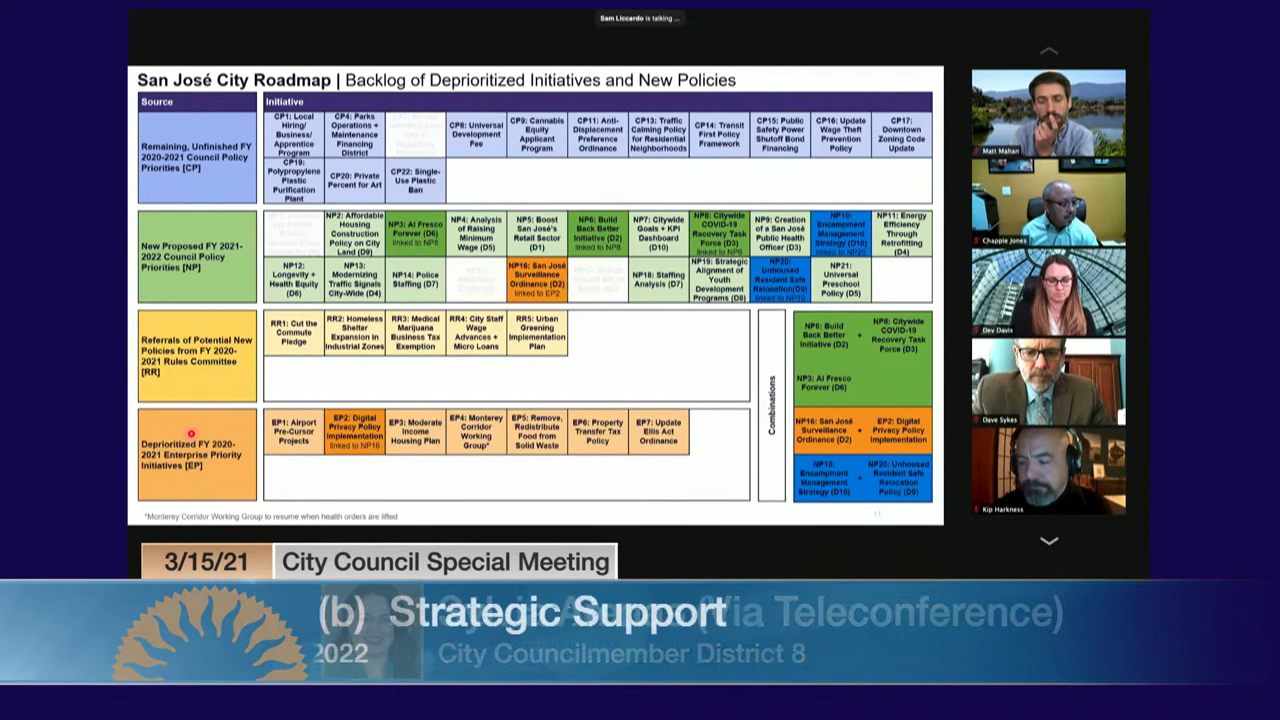 Sam Liccardo is talking ...
San José City Roadmap | Backlog of Deprioritized Initiatives and New Policies
Source
Initiative
Remaining, Unfinished FY
2020-2021 Council Policy
Priorities [CP]
CP1: Local
Hiring/
Business/
Apprentice
Program
CP4: Parks
Operations +
Maintenance
Financing
District
CP8: Universal
Development
Fee
CP9: Cannabis
Equity
Applicant
Program
CP11: Anti-
Displacement
Preference
Ordinance
CP13: Traffic
Calming Policy
for Residential
Neighborhoods
CP14: Transit
First Policy
Framework
CP15: Public
Safety Power
Shutoff Bond
Financing
CP16: Update
Wage Theft
Prevention
Policy
CP17:
Downtown
Zoning Code
Update
CP19:
Polypropylene
Plastic
Purification
Plant
CP20: Private
Percent for Art
CP22: Single-
Use Plastic
Ban
New Proposed FY 2021-
2022 Council Policy
Priorities [NP]
NP2: Affordable
Housing
Construction
Policy on City
Land (D9)
NP3: Al Fresco
Forever (D6)
linked to NP8
NP4: Analysis
of Raising
Minimum
Wage (D5)
NP5: Boost
San José's
Retail Sector
(D1)
NP6: Build
Back Better
Initiative (D2)
linked to NP8
NP7: Citywide
Goals + KPI
Dashboard
(D10)
NP8: Citywide
COVID-19
Recovery Task
Force (D3)
linked to NP6
NP9: Creation
of a San José
Public Health
Officer (D3)
NP10:
Encampment
Management
Strategy (D10)
linked to NP20
NP11: Energy
Efficiency
Through
Retrofitting
(D4)
NP12:
Longevity +
Health Equity
(D6)
NP13:
Modernizing
Traffic Signals
City-Wide (D4)
NP14: Police
Staffing (D7)
NP16: San José
Surveillance
Ordinance (D2)
linked to EP2
NP18: Staffing
Analysis (D7)
NP19: Strategic
Alignment of
Youth
Development
Programs (D8)
NP20:
Unhoused
Resident Safe
Relocation(D9)
linked to NP10
NP21:
Universal
Preschool
Policy (D5)
Referrals of Potential New
Policies from FY 2020-
2021 Rules Committee
[RR]
RR1: Cut the
Commute
Pledge
RR2: Homeless
Shelter
Expansion in
Industrial Zones
RR3: Medical
Marijuana
Business Tax
Exemption
RR4: City Staff
Wage
Advances +
Micro Loans
RR5: Urban
Greening
Implementation
Plan
Deprioritized FY 2020-
2021 Enterprise Priority
Initiatives [EP]
EP1: Airport
Pre-Cursor
Projects
EP2: Digital
Privacy Policy
Implementation
linked to NP16
EP3: Moderate
Income
Housing Plan
EP4: Monterey
Corridor
Working
Group*
EP5: Remove,
Redistribute
Food from
Solid Waste
EP6: Property
Transfer Tax
Policy
EP7: Update
Ellis Act
Ordinance
Combinations
NP6: Build
Back Better
Initiative (D2)
+
NP8: Citywide
COVID-19
Recovery Task
Force (D3)
NP3: Al Fresco
Forever (D6)
NP16: San José
Surveillance
Ordinance (D2)
+
EP2: Digital
Privacy Policy
Implementation
NP10:
Encampment
Management
Strategy (D10)
+
NP20: Unhoused
Resident Safe
Relocation
Policy (D9)
*Monterey Corridor Working Group to resume when health orders are lifted
11
Matt Mahan
Chappie Jones
Dev Davis
Dave Sykes
Kip Harkness
3/15/21
City Council Special Meeting
(b) Strategic Support
(Via Teleconference)
2022
City Councilmember District 8